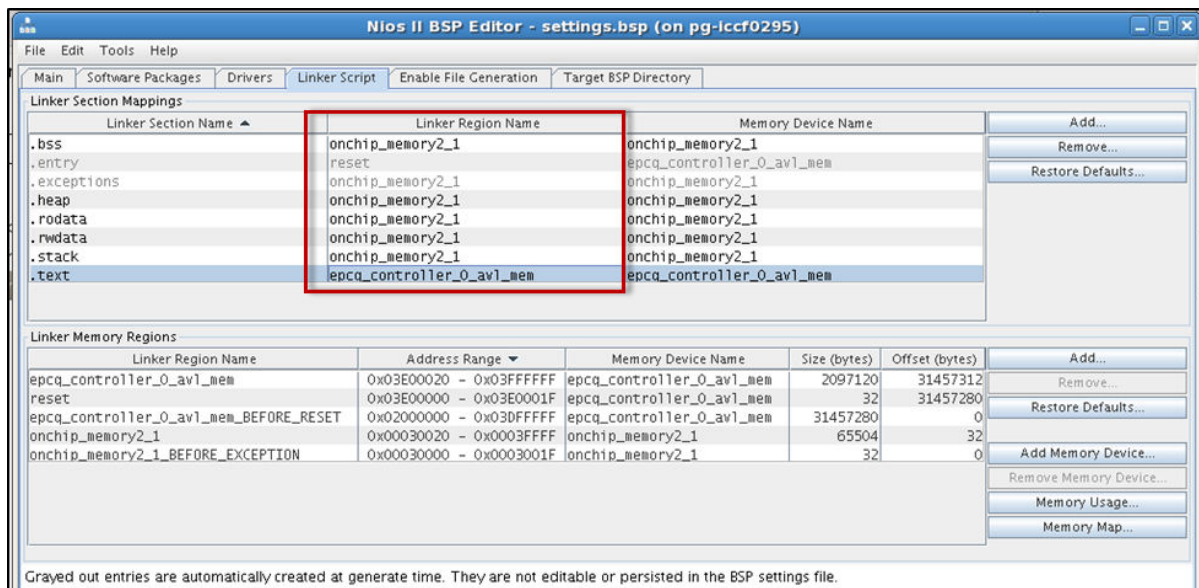 Nios II BSP Editor - settings.bsp (on pg-iccf0295)
File Edit Tools Help
Main Software Packages Drivers Linker Script Enable File Generation Target BSP Directory
Linker Section Mappings
Linker Section Name Linker Region Name Memory Device Name Add...
.bss onchip_memory2_1 onchip_memory2_1 Remove...
.entry reset epcq_controller_0_avl_mem
.exceptions onchip_memory2_1 onchip_memory2_1 Restore Defaults...
.heap onchip_memory2_1 onchip_memory2_1
.rodata onchip_memory2_1 onchip_memory2_1
.rwdata onchip_memory2_1 onchip_memory2_1
.stack onchip_memory2_1 onchip_memory2_1
.text epcq_controller_0_avl_mem epcq_controller_0_avl_mem
Linker Memory Regions
Linker Region Name Address Range Memory Device Name Size (bytes) Offset (bytes) Add...
epcq_controller_0_avl_mem 0x03E00020 - 0x03FFFFFF epcq_controller_0_avl_mem 2097120 31457312 Remove...
reset 0x03E00000 - 0x03E0001F epcq_controller_0_avl_mem 32 31457280 Restore Defaults...
epcq_controller_0_avl_mem_BEFORE_RESET 0x02000000 - 0x03DFFFFF epcq_controller_0_avl_mem 31457280 0
onchip_memory2_1 0x00030020 - 0x0003FFFF onchip_memory2_1 65504 32
onchip_memory2_1_BEFORE_EXCEPTION 0x00030000 - 0x0003001F onchip_memory2_1 32 0 Add Memory Device...
Remove Memory Device...
Memory Usage...
Memory Map...
Grayed out entries are automatically created at generate time. They are not editable or persisted in the BSP settings file.